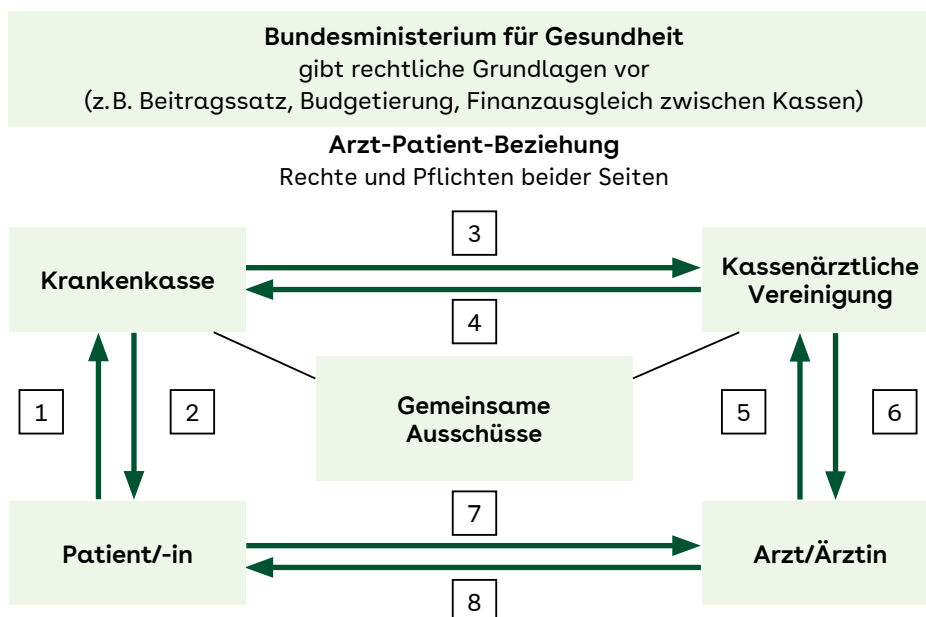 Bundesministerium für Gesundheit
gibt rechtliche Grundlagen vor
(z.B. Beitragssatz, Budgetierung, Finanzausgleich zwischen Kassen)
Arzt-Patient-Beziehung
Rechte und Pflichten beider Seiten
3
Krankenkasse
Kassenärztliche
Vereinigung
4
1
2
Gemeinsame
Ausschüsse
5
6
7
Patient/-in
Arzt/Ärztin
8